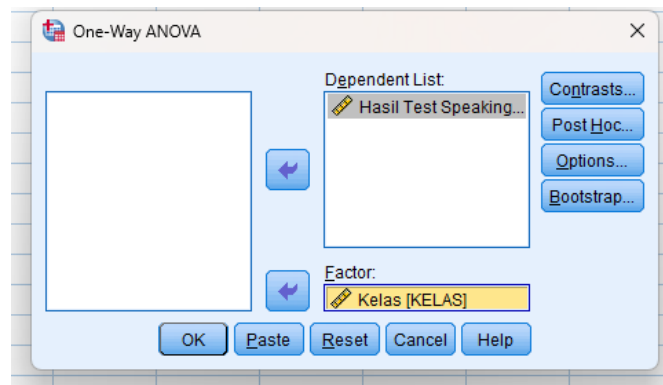 One-Way ANOVA
Dependent List:
Hasil Test Speaking...
Contrasts...
Post Hoc...
Options...
Bootstrap...
Factor:
Kelas [KELAS]
OK Paste Reset Cancel Help